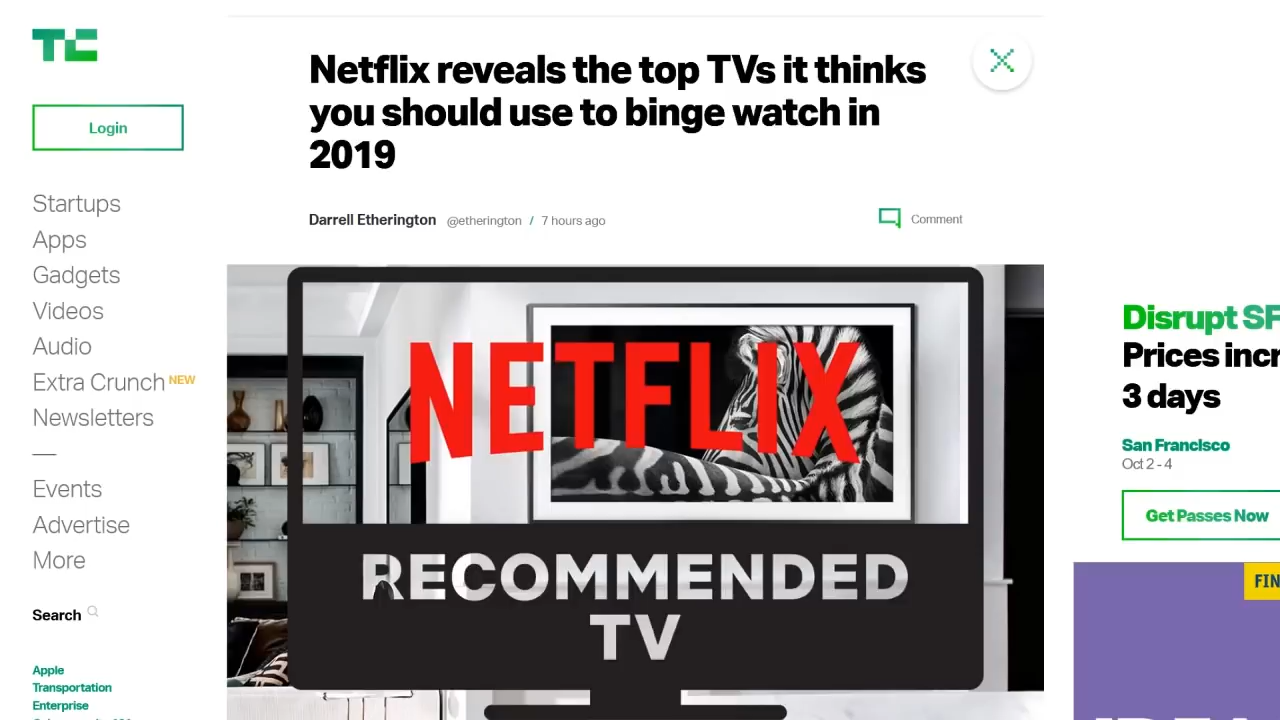 TC
Login
Startups
Apps
Gadgets
Videos
Audio
Extra Crunch NEW
Newsletters
Events
Advertise
More
Search
Apple
Transportation
Enterprise
Netflix reveals the top TVs it thinks
you should use to binge watch in
2019
Darrell Etherington @etherington / 7 hours ago
Comment
NETFLIX
RECOMMENDED
TV
Disrupt SF
Prices incr
3 days
San Francisco
Oct 2 - 4
Get Passes Now
FIN